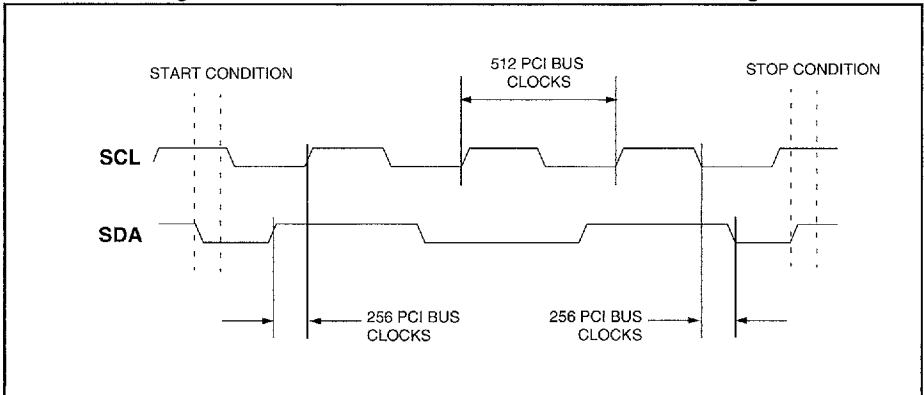 512 PCI BUS
CLOCKS
START CONDITION
STOP CONDITION
SCL
SDA
256 PCI BUS
CLOCKS
256 PCI BUS
CLOCKS